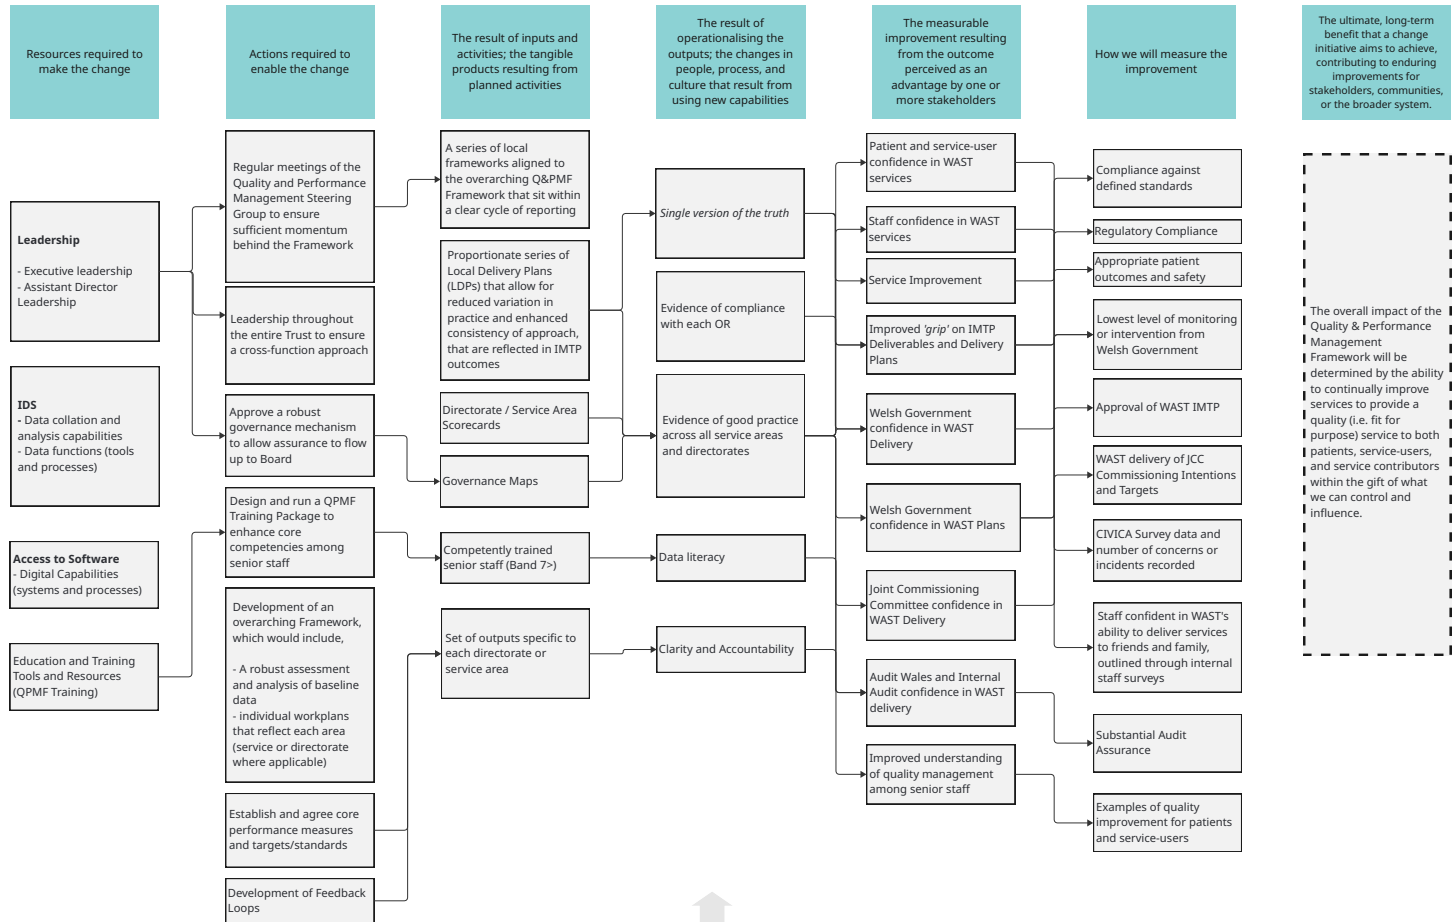 Resources required to
make the change
Actions required to
enable the change
The result of inputs and
activities; the tangible
products resulting from
planned activities
The result of
operationalising the
outputs; the changes in
people, process, and
culture that result from
using new capabilities
The measurable
improvement resulting
from the outcome
perceived as an
advantage by one or
more stakeholders
How we will measure the
improvement
The ultimate, long-term
benefit that a change
initiative aims to achieve,
contributing to enduring
improvements for
stakeholders, communities,
or the broader system.
Leadership
- Executive leadership
- Assistant Director
Leadership
IDS
- Data collation and
analysis capabilities
- Data functions (tools
and processes)
Access to Software
- Digital Capabilities
(systems and processes)
Education and Training
Tools and Resources
(QPMF Training)
Regular meetings of the
Quality and Performance
Management Steering
Group to ensure
sufficient momentum
behind the Framework
Leadership throughout
the entire Trust to ensure
a cross-function approach
Approve a robust
governance mechanism
to allow assurance to flow
up to Board
Design and run a QPMF
Training Package to
enhance core
competencies among
senior staff
Development of an
overarching Framework,
which would include,
- A robust assessment
and analysis of baseline
data
- individual workplans
that reflect each area
(service or directorate
where applicable)
Establish and agree core
performance measures
and targets/standards
Development of Feedback
Loops
A series of local
frameworks aligned to
the overarching Q&PMF
Framework that sit within
a clear cycle of reporting
Proportionate series of
Local Delivery Plans
(LDPs) that allow for
reduced variation in
practice and enhanced
consistency of approach,
that are reflected in IMTP
outcomes
Directorate / Service Area
Scorecards
Governance Maps
Competently trained
senior staff (Band 7>)
Set of outputs specific to
each directorate or
service area
Single version of the truth
Evidence of compliance
with each OR
Evidence of good practice
across all service areas
and directorates
Data literacy
Clarity and Accountability
Patient and service-user
confidence in WAST
services
Staff confidence in WAST
services
Service Improvement
Improved 'grip' on IMTP
Deliverables and Delivery
Plans
Welsh Government
confidence in WAST
Delivery
Welsh Government
confidence in WAST Plans
Joint Commissioning
Committee confidence in
WAST Delivery
Audit Wales and Internal
Audit confidence in WAST
delivery
Improved understanding
of quality management
among senior staff
Compliance against
defined standards
Regulatory Compliance
Appropriate patient
outcomes and safety
Lowest level of monitoring
or intervention from
Welsh Government
Approval of WAST IMTP
WAST delivery of JCC
Commissioning Intentions
and Targets
CIVICA Survey data and
number of concerns or
incidents recorded
Staff confident in WAST's
ability to deliver services
to friends and family,
outlined through internal
staff surveys
Substantial Audit
Assurance
Examples of quality
improvement for patients
and service-users
The overall impact of the
Quality & Performance
Management
Framework will be
determined by the ability
to continually improve
services to provide a
quality (i.e. fit for
purpose) service to both
patients, service-users,
and service contributors
within the gift of what
we can control and
influence.